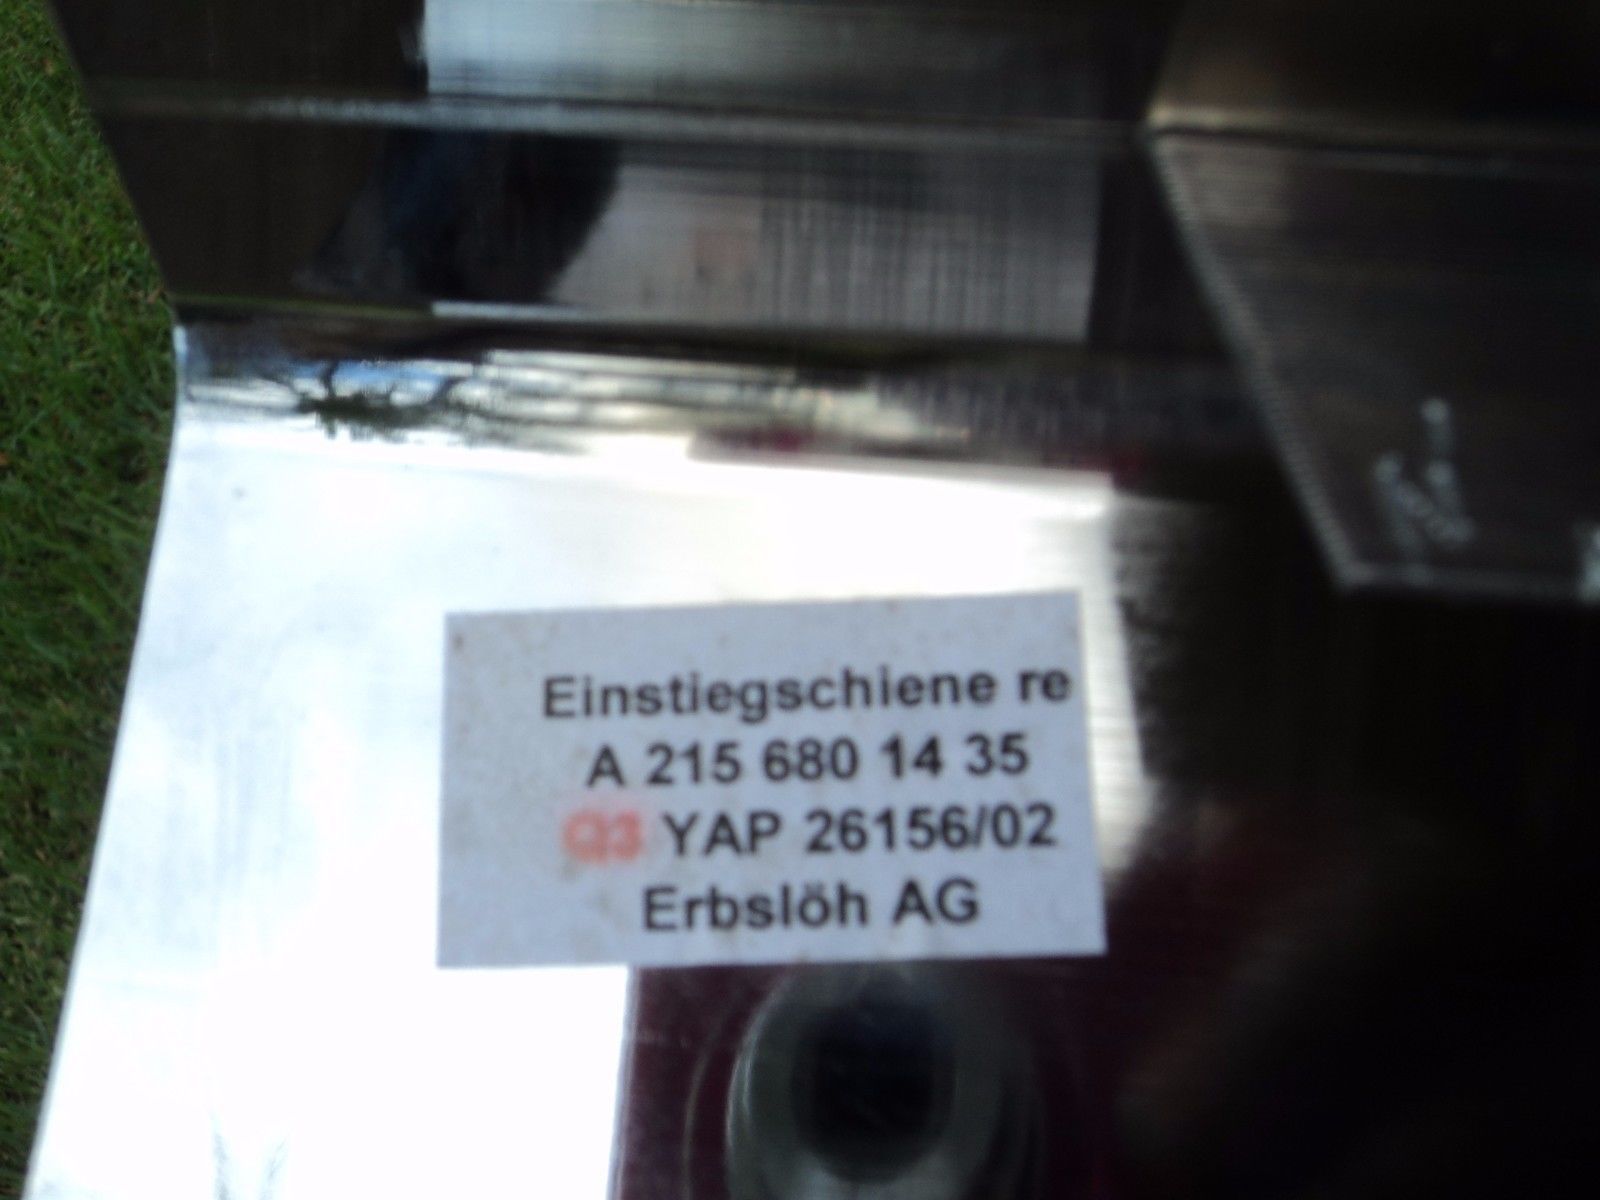 Einstiegschiene re
A 215 680 14 35
Q3 YAP 26156/02
Erbslöh AG